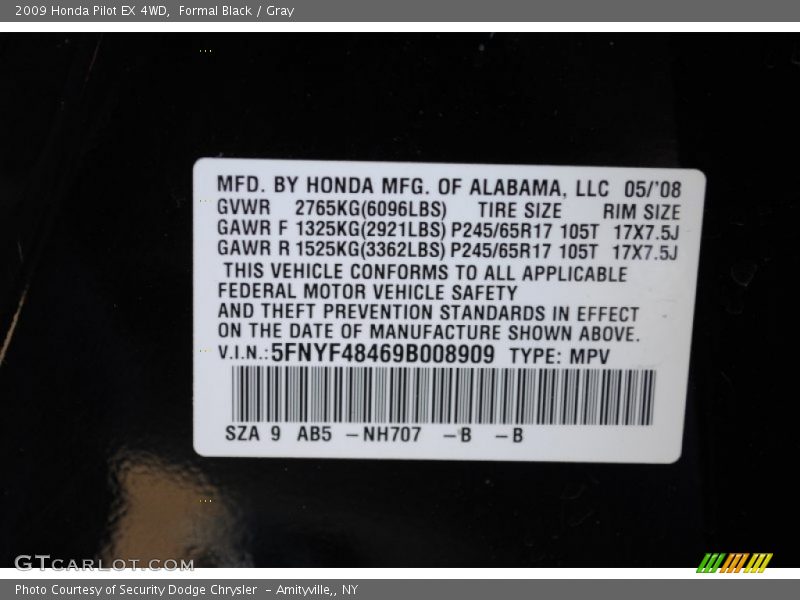 2009 Honda Pilot EX 4WD,  Formal Black / Gray
MFD. BY HONDA MFG. OF ALABAMA, LLC 05/'08
GVWR 2765KG(6096LBS) TIRE SIZE RIM SIZE
GAWR F 1325KG(2921LBS) P245/65R17 105T 17X7.5J
GAWR R 1525KG(3362LBS) P245/65R17 105T 17X7.5J
THIS VEHICLE CONFORMS TO ALL APPLICABLE
FEDERAL MOTOR VEHICLE SAFETY
AND THEFT PREVENTION STANDARDS IN EFFECT
ON THE DATE OF MANUFACTURE SHOWN ABOVE.
V.I.N.:5FNYF48469B008909 TYPE: MPV
SZA 9 AB5 –NH707 –B –B
GTCARLOT.COM
Photo Courtesy of Security Dodge Chrysler  - Amityville,, NY